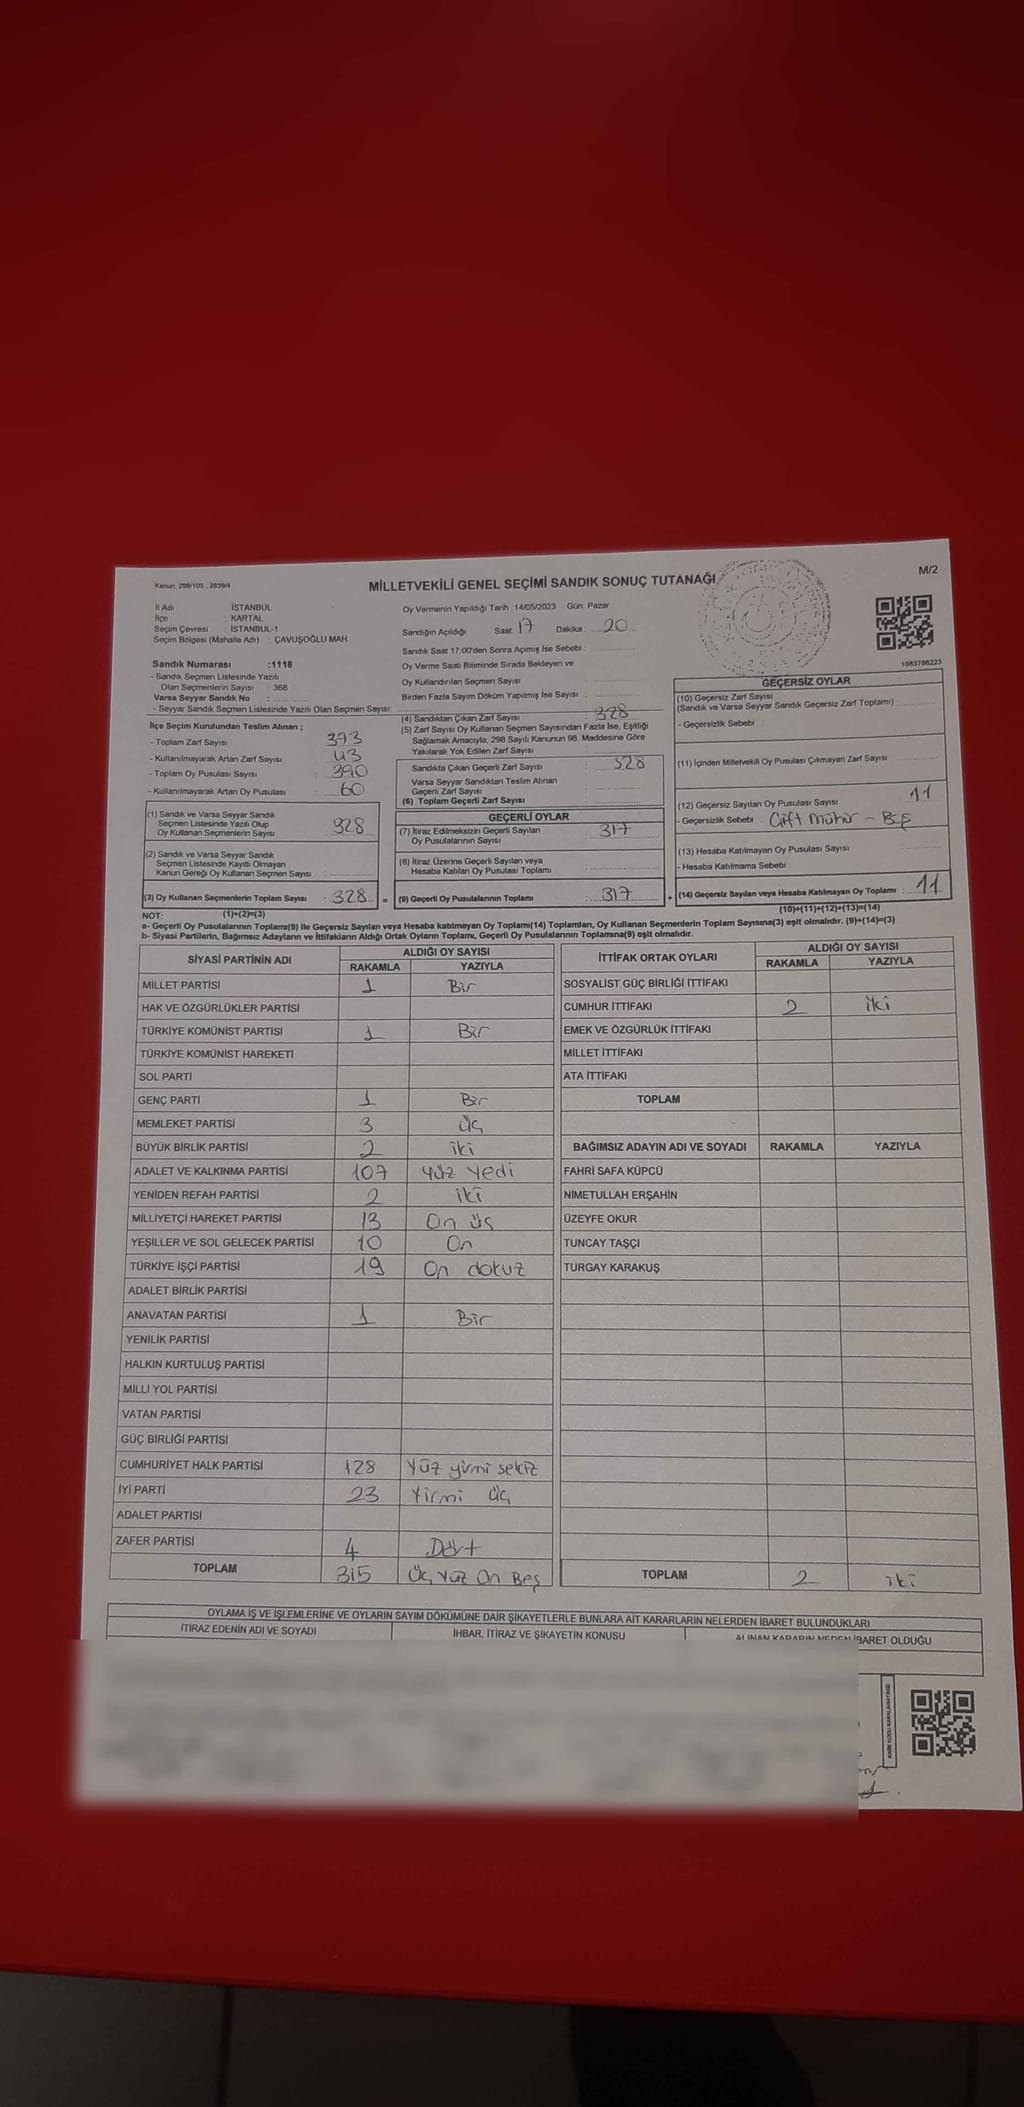 Kanun, 298/105 , 2839/4
MİLLETVEKİLİ GENEL SEÇİMİ SANDIK SONUÇ TUTANAĞI
M/2
İl Adı : İSTANBUL
İlçe : KARTAL
Seçim Çevresi : İSTANBUL-1
Seçim Bölgesi (Mahalle Adı) : ÇAVUŞOĞLU MAH.
Oy Vermenin Yapıldığı Tarih :14/05/2023 Gün: Pazar
Sandığın Açıldığı Saat 17 Dakika : 20
Sandık Saat 17:00'den Sonra Açımış İse Sebebi :
Oy Verme Saati Bitiminde Sırada Bekleyen ve
Oy Kullandırılan Seçmen Sayısı
Birden Fazla Sayım Döküm Yapılmış İse Sayısı :
1083766223
Sandık Numarası :1118
- Sandık Seçmen Listesinde Yazılı
Olan Seçmenlerin Sayısı : 368
Varsa Seyyar Sandık No :
- Seyyar Sandık Seçmen Listesinde Yazılı Olan Seçmen Sayısı:
İlçe Seçim Kurulundan Teslim Alınan ;
- Toplam Zarf Sayısı : 393
- Kullanılmayarak Artan Zarf Sayısı : 43
- Toplam Oy Pusulası Sayısı : 390
- Kullanılmayarak Artan Oy Pusulası : 60
(1) Sandık ve Varsa Seyyar Sandık
Seçmen Listesinde Yazılı Olup
Oy Kullanan Seçmenlerin Sayısı : 328
(2) Sandık ve Varsa Seyyar Sandık
Seçmen Listesinde Kayıtlı Olmayan
Kanun Gereği Oy Kullanan Seçmen Sayısı :
(3) Oy Kullanan Seçmenlerin Toplam Sayısı : 328 =
(1)+(2)=(3)
(4) Sandıktan Çıkan Zarf Sayısı : 328
(5) Zarf Sayısı Oy Kullanan Seçmen Sayısından Fazla İse, Eşitliği
Sağlamak Amacıyla, 298 Sayılı Kanunun 98. Maddesine Göre
Yakılarak Yok Edilen Zarf Sayısı :
Sandıkta Çıkan Geçerli Zarf Sayısı : 328
Varsa Seyyar Sandıktan Teslim Alınan
Geçerli Zarf Sayısı
(6) Toplam Geçerli Zarf Sayısı
GEÇERLİ OYLAR
(7) İtiraz Edilmeksizin Geçerli Sayılan
Oy Pusulalarının Sayısı : 317
(8) İtiraz Üzerine Geçerli Sayılan veya
Hesaba Katılan Oy Pusulası Toplamı :
(9) Geçerli Oy Pusulalarının Toplamı : 317 +
GEÇERSİZ OYLAR
(10) Geçersiz Zarf Sayısı
(Sandık ve Varsa Seyyar Sandık Geçersiz Zarf Toplamı) :
- Geçersizlik Sebebi :
(11) İçinden Milletvekili Oy Pusulası Çıkmayan Zarf Sayısı :
(12) Geçersiz Sayılan Oy Pusulası Sayısı : 11
- Geçersizlik Sebebi : Çift mühür - Boş
(13) Hesaba Katılmayan Oy Pusulası Sayısı :
- Hesaba Katılmama Sebebi :
(14) Geçersiz Sayılan veya Hesaba Katılmayan Oy Toplamı : 11
(10)+(11)+(12)+(13)=(14)
NOT:
a- Geçerli Oy Pusulalarının Toplamı(9) ile Geçersiz Sayılan veya Hesaba katılmayan Oy Toplamı(14) Toplamları, Oy Kullanan Seçmenlerin Toplam Sayısına(3) eşit olmalıdır. (9)+(14)=(3)
b- Siyasi Partilerin, Bağımsız Adayların ve İttifakların Aldığı Ortak Oyların Toplamı, Geçerli Oy Pusulalarının Toplamına(9) eşit olmalıdır.
SİYASİ PARTİNİN ADI ALDIĞI OY SAYISI
RAKAMLA YAZIYLA
MİLLET PARTİSİ 1 Bir
HAK VE ÖZGÜRLÜKLER PARTİSİ
TÜRKİYE KOMÜNİST PARTİSİ 1 Bir
TÜRKİYE KOMÜNİST HAREKETİ
SOL PARTİ
GENÇ PARTİ 1 Bir
MEMLEKET PARTİSİ 3 Üç
BÜYÜK BİRLİK PARTİSİ 2 iki
ADALET VE KALKINMA PARTİSİ 107 Yüz Yedi
YENİDEN REFAH PARTİSİ 2 iki
MİLLİYETÇİ HAREKET PARTİSİ 13 On üç
YEŞİLLER VE SOL GELECEK PARTİSİ 10 On
TÜRKİYE İŞÇİ PARTİSİ 19 On dokuz
ADALET BİRLİK PARTİSİ
ANAVATAN PARTİSİ 1 Bir
YENİLİK PARTİSİ
HALKIN KURTULUŞ PARTİSİ
MİLLİ YOL PARTİSİ
VATAN PARTİSİ
GÜÇ BİRLİĞİ PARTİSİ
CUMHURİYET HALK PARTİSİ 128 Yüz yirmi sekiz
İYİ PARTİ 23 Yirmi Üç
ADALET PARTİSİ
ZAFER PARTİSİ 4 Dört
TOPLAM 315 Üç Yüz On Beş
İTTİFAK ORTAK OYLARI ALDIĞI OY SAYISI
RAKAMLA YAZIYLA
SOSYALİST GÜÇ BİRLİĞİ İTTİFAKI
CUMHUR İTTİFAKI 2 iki
EMEK VE ÖZGÜRLÜK İTTİFAKI
MİLLET İTTİFAKI
ATA İTTİFAKI
TOPLAM
BAĞIMSIZ ADAYIN ADI VE SOYADI RAKAMLA YAZIYLA
FAHRİ SAFA KÜPCÜ
NİMETULLAH ERŞAHİN
ÜZEYFE OKUR
TUNCAY TAŞÇI
TURGAY KARAKUŞ
TOPLAM 2 iki
OYLAMA İŞ VE İŞLEMLERİNE VE OYLARIN SAYIM DÖKÜMÜNE DAİR ŞİKAYETLERLE BUNLARA AİT KARARLARIN NELERDEN İBARET BULUNDUKLARI
İTİRAZ EDENİN ADI VE SOYADI
İHBAR, İTİRAZ VE ŞİKAYETİN KONUSU
ALINAN KARARIN NEDEN İBARET OLDUĞU